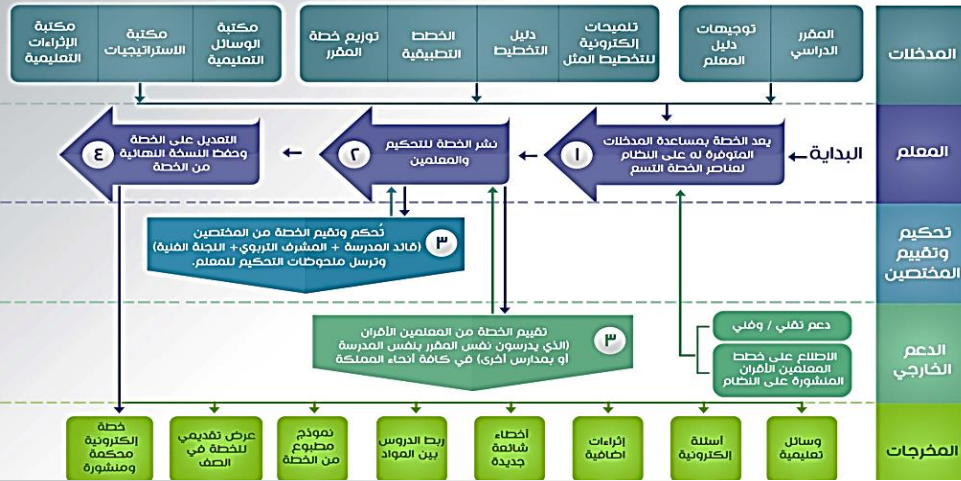 المدخلات
المقرر
الدراسي
توجيهات
دليل
المعلم
تلميحات
إلكترونية
للتخطيط المثل
دليل
التخطيط
الخطط
التطبيقية
توزيع خطة
المقرر
مكتبة
الوسائل
التعليمية
مكتبة
الاستراتيجيات
مكتبة
الإثراءات
التعليمية
المعلم
البداية
١
يعد الخطة بمساعدة المدخلات
المتوفرة له على النظام
لعناصر الخطة التسع
٢
نشر الخطة للتحكيم
والمعلمين
٤
التعديل على الخطة
وحفظ النسخة النهائية
من الخطة
تحكيم
وتقييم
المختصين
٣
تُحكم وتقيم الخطة من المختصين
(قائد المدرسة + المشرف التربوي+ اللجنة الفنية)
وترسل ملحوظات التحكيم للمعلم.
الدعم
الخارجي
دعم تقني / وفني
الاطلاع على خطط
المعلمين الأقران
المنشورة على النظام
٣
تقييم الخطة من المعلمين الأقران
(الذي يدرسون نفس المقرر بنفس المدرسة
أو بمدارس أخرى) في كافة أنحاء المملكة
المخرجات
وسائل
تعليمية
أسئلة
إلكترونية
إثراءات
اضافية
أخطاء
شائعة
جديدة
ربط الدروس
بين المواد
نموذج
مطبوع
من الخطة
عرض تقديمي
للخطة في
الصف
خطة
إلكترونية
محكمة
ومنشورة